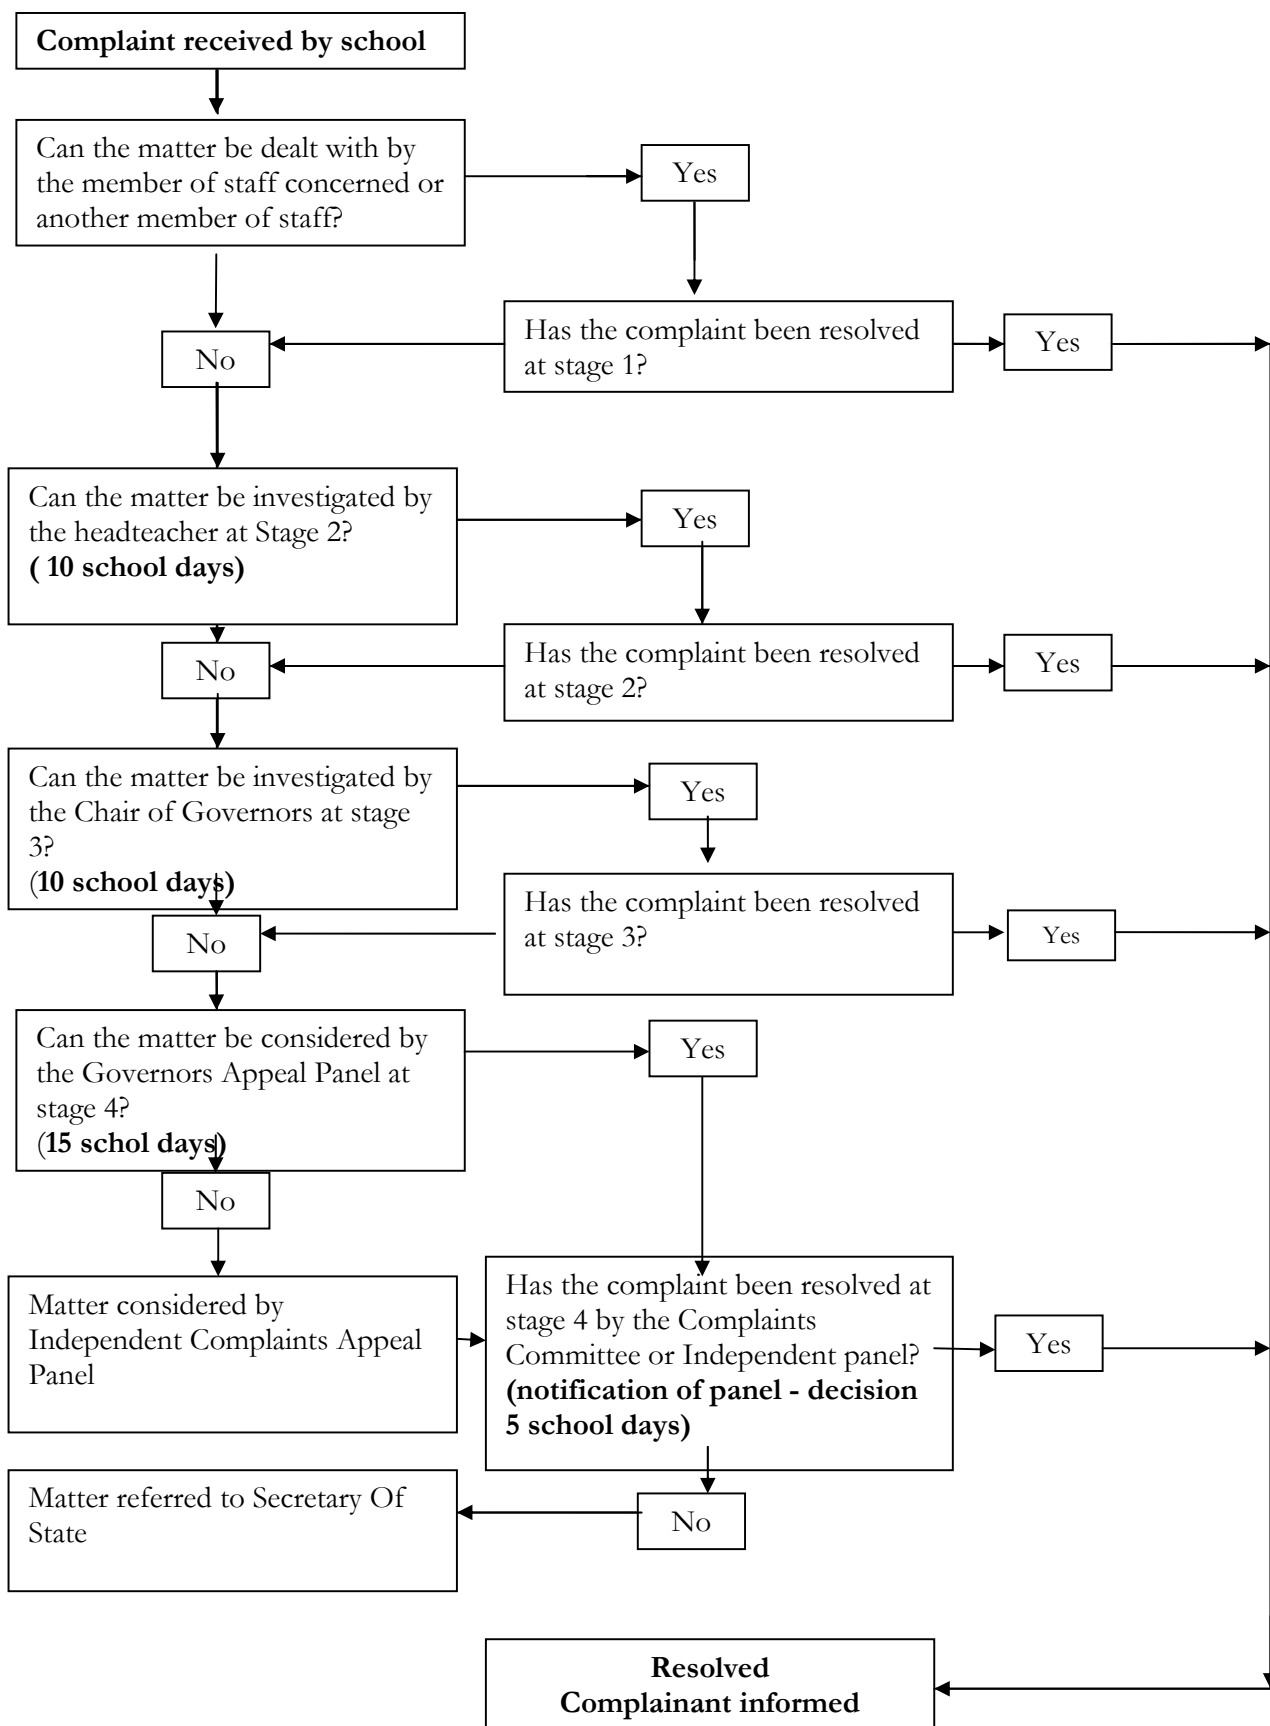 Complaint received by school
Can the matter be dealt with by
the member of staff concerned or
another member of staff?
Yes
Has the complaint been resolved
at stage 1?
Yes
No
Can the matter be investigated by
the headteacher at Stage 2?
( 10 school days)
Yes
Has the complaint been resolved
at stage 2?
Yes
No
Can the matter be investigated by
the Chair of Governors at stage
3?
(10 school days)
Yes
Has the complaint been resolved
at stage 3?
Yes
No
Can the matter be considered by
the Governors Appeal Panel at
stage 4?
(15 schol days)
Yes
No
Matter considered by
Independent Complaints Appeal
Panel
Has the complaint been resolved at
stage 4 by the Complaints
Committee or Independent panel?
(notification of panel - decision
5 school days)
Yes
No
Matter referred to Secretary Of
State
Resolved
Complainant informed